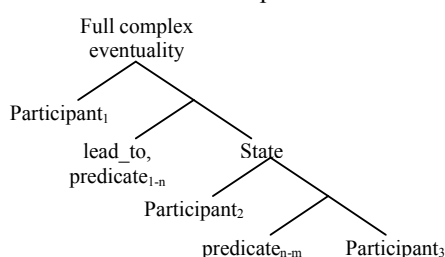 Full complex
eventuality
Participant1
lead_to,
predicate1-n
State
Participant2
predicaten-m
Participant3